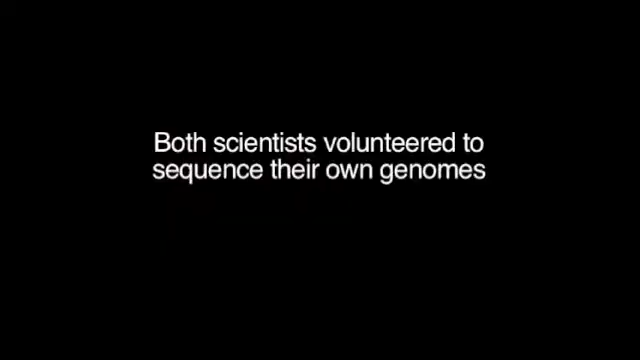 Both scientists volunteered to
sequence their own genomes